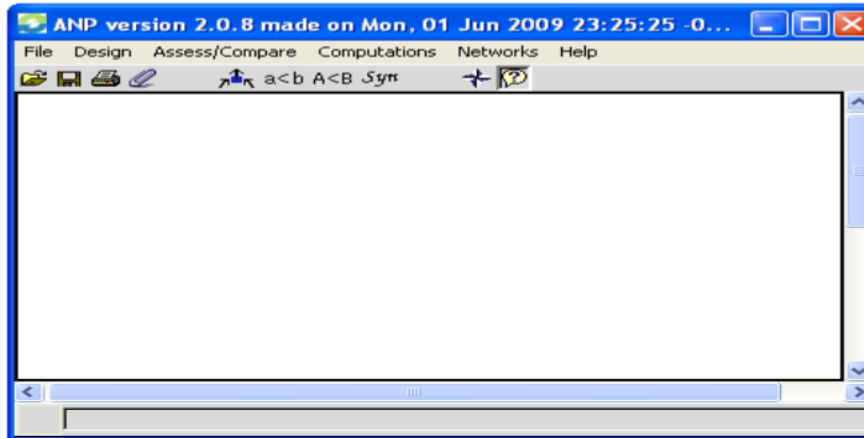 ANP version 2.0.8 made on Mon, 01 Jun 2009 23:25:25 -0...
File Design Assess/Compare Computations Networks Help
a<b A<B Syn